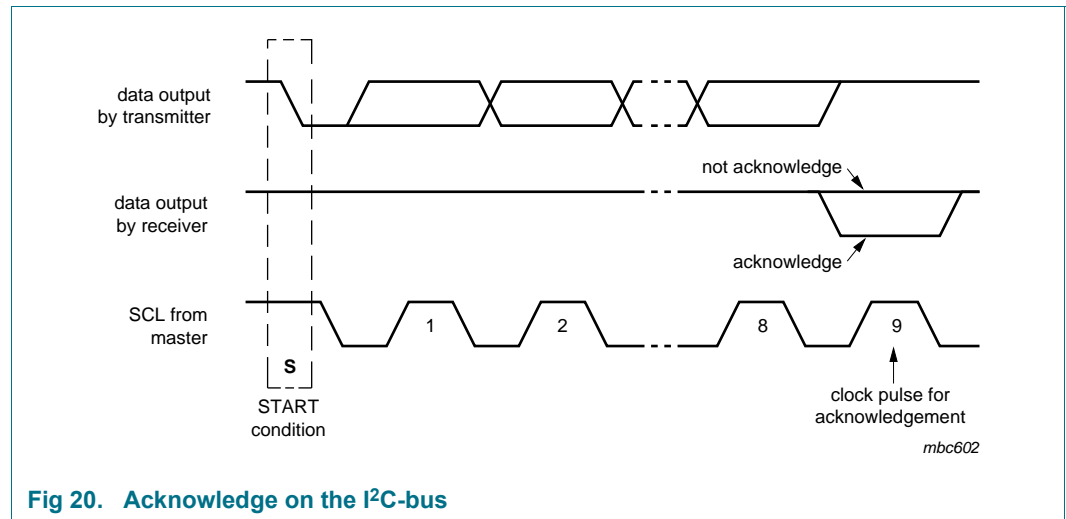 data output
by transmitter
not acknowledge
data output
by receiver
acknowledge
SCL from
master
1
2
8
9
S
START
condition
clock pulse for
acknowledgement
mbc602
Fig 20. Acknowledge on the I²C-bus